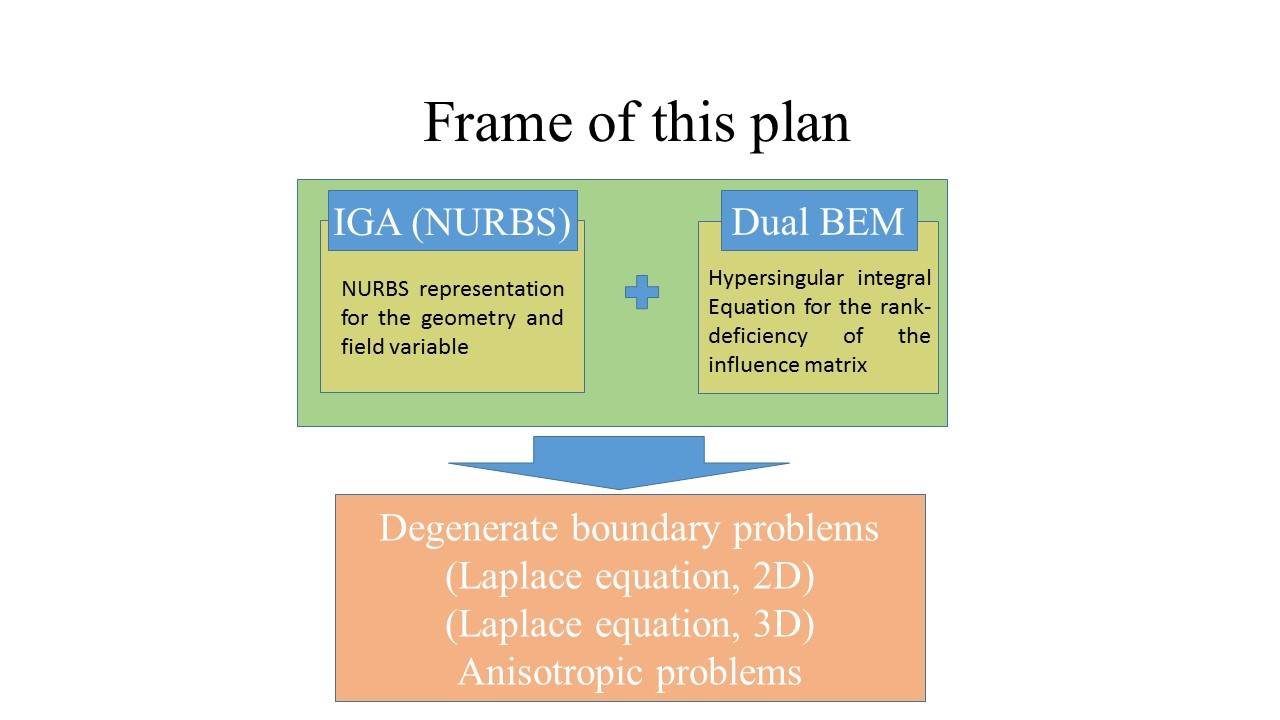 Frame of this plan
IGA (NURBS)
NURBS representation
for the geometry and
field variable
Dual BEM
Hypersingular integral
Equation for the rank-
deficiency of the
influence matrix
Degenerate boundary problems
(Laplace equation, 2D)
(Laplace equation, 3D)
Anisotropic problems